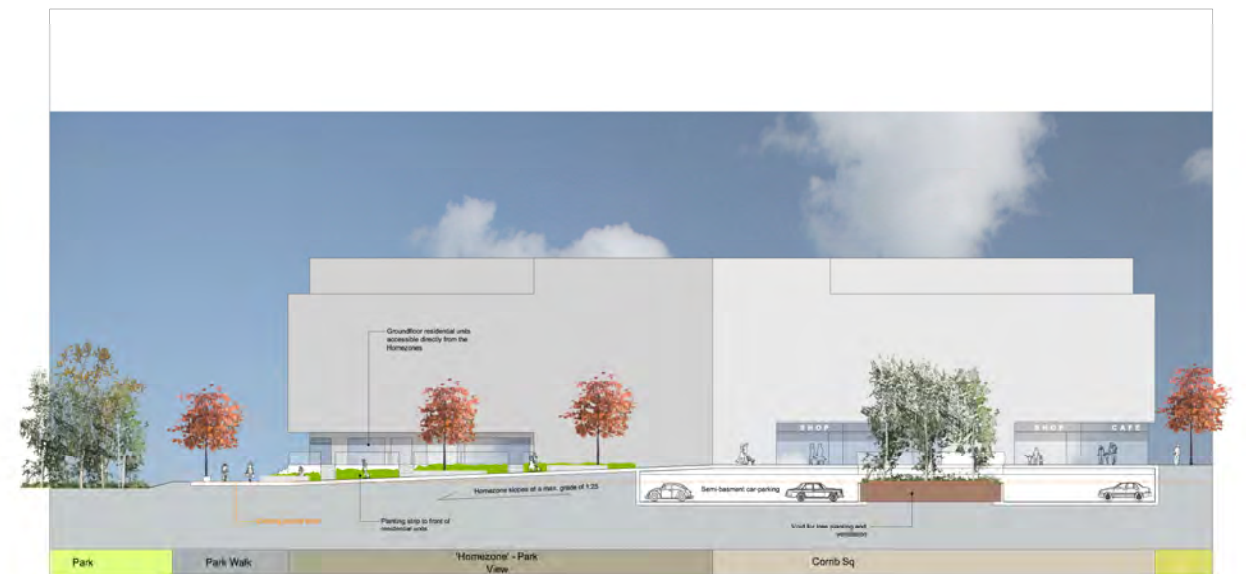 Groundfloor residential units
accessible directly from the
Homezones
SHOP
SHOP
CAFE
Homezone slopes at a max. grade of 1:25
Semi-basment car-parking
Planting strip to front of
residential units
Void for tree planting and
ventilation
Park
Park Walk
'Homezone' - Park
View
Corrib Sq